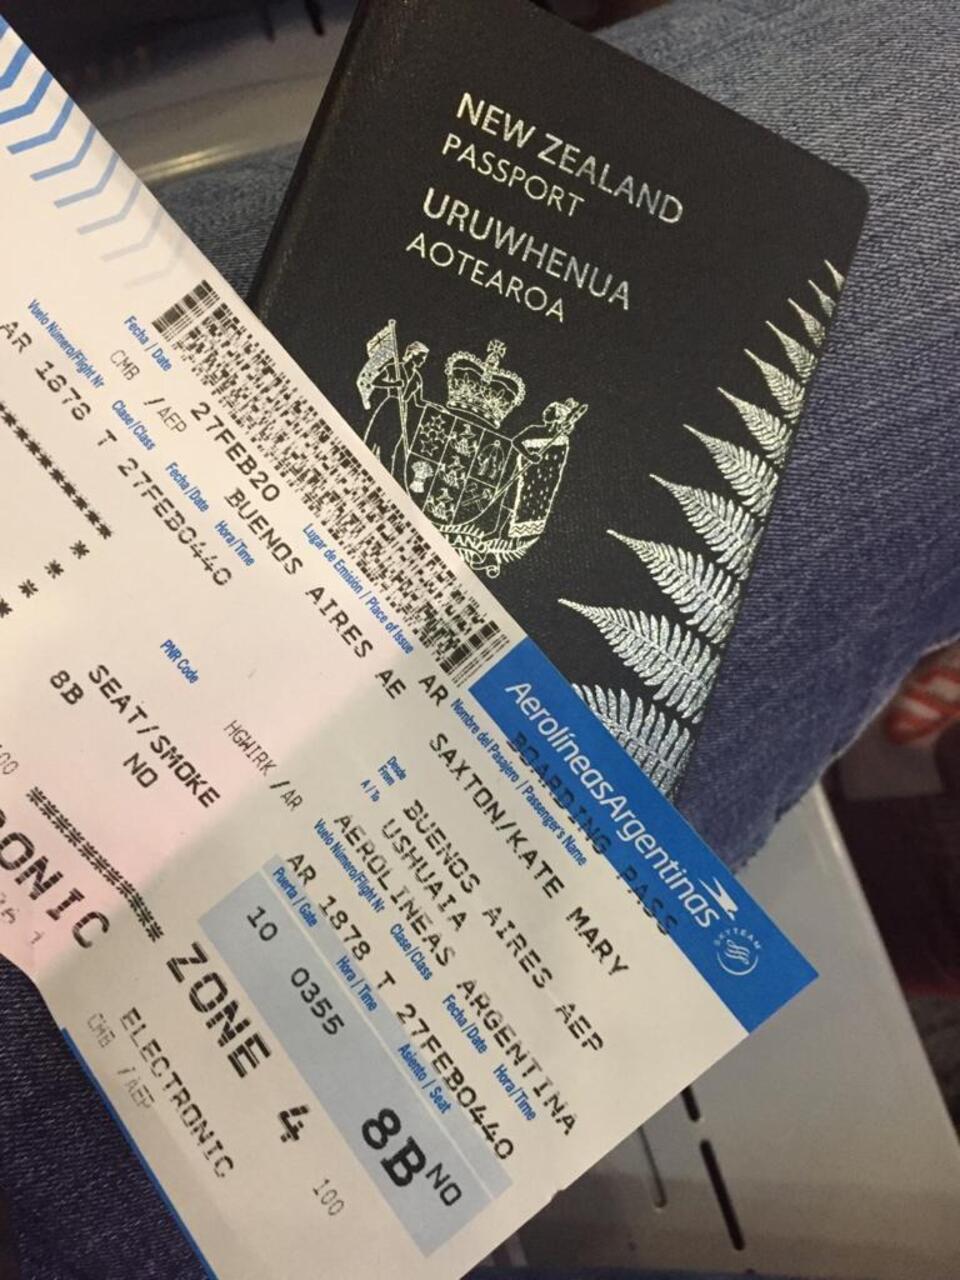 NEW ZEALAND
PASSPORT
URUWHENUA
AOTEAROA
AerolíneasArgentinas
SKYTEAM
BOARDING PASS
Nombre del Pasajero / Passenger's Name
SAXTON/KATE MARY
Desde
From
BUENOS AIRES AEP
A / To
USHUAIA
AEROLINEAS ARGENTINA
Vuelo Número/Flight Nr Clase/Class Fecha/Date Hora/Time
AR 1878 T 27FEB0440
Puerta / Gate Hora / Time Asiento / Seat
10 0355 8B NO
ZONE 4
ELECTRONIC 100
CMB /AEP
Fecha / Date Lugar de Emisión / Place of Issue
27FEB20 BUENOS AIRES AE AR
CMB /AEP
Vuelo Número/Flight Nr Clase/Class Fecha/Date Hora/Time
AR 1878 T 27FEB0440
PNR Code
HGWIRK /AR
SEAT/SMOKE
8B NO